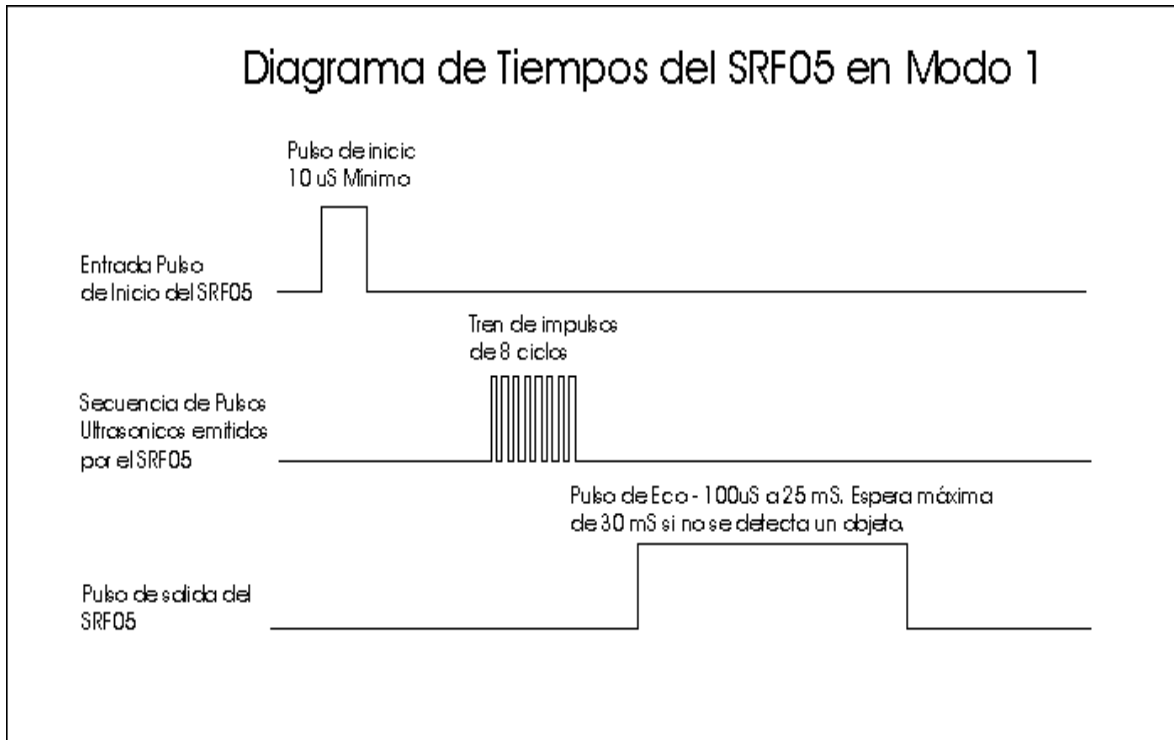 Diagrama de Tiempos del SRF05 en Modo 1
Pulso de inicic
10 uS Mínimo
Entrada Pulso
de Inicio del SRF05
Tren de impulsos
de 8 ciclos
Secuencia de Pulsos
Ultrasonicos emitidos
por el SRF05
Pulso de Eco - 100uS a 25 mS. Espera máxima
de 30 mS si no se detecta un objeto.
Pulso de salida del
SRF05